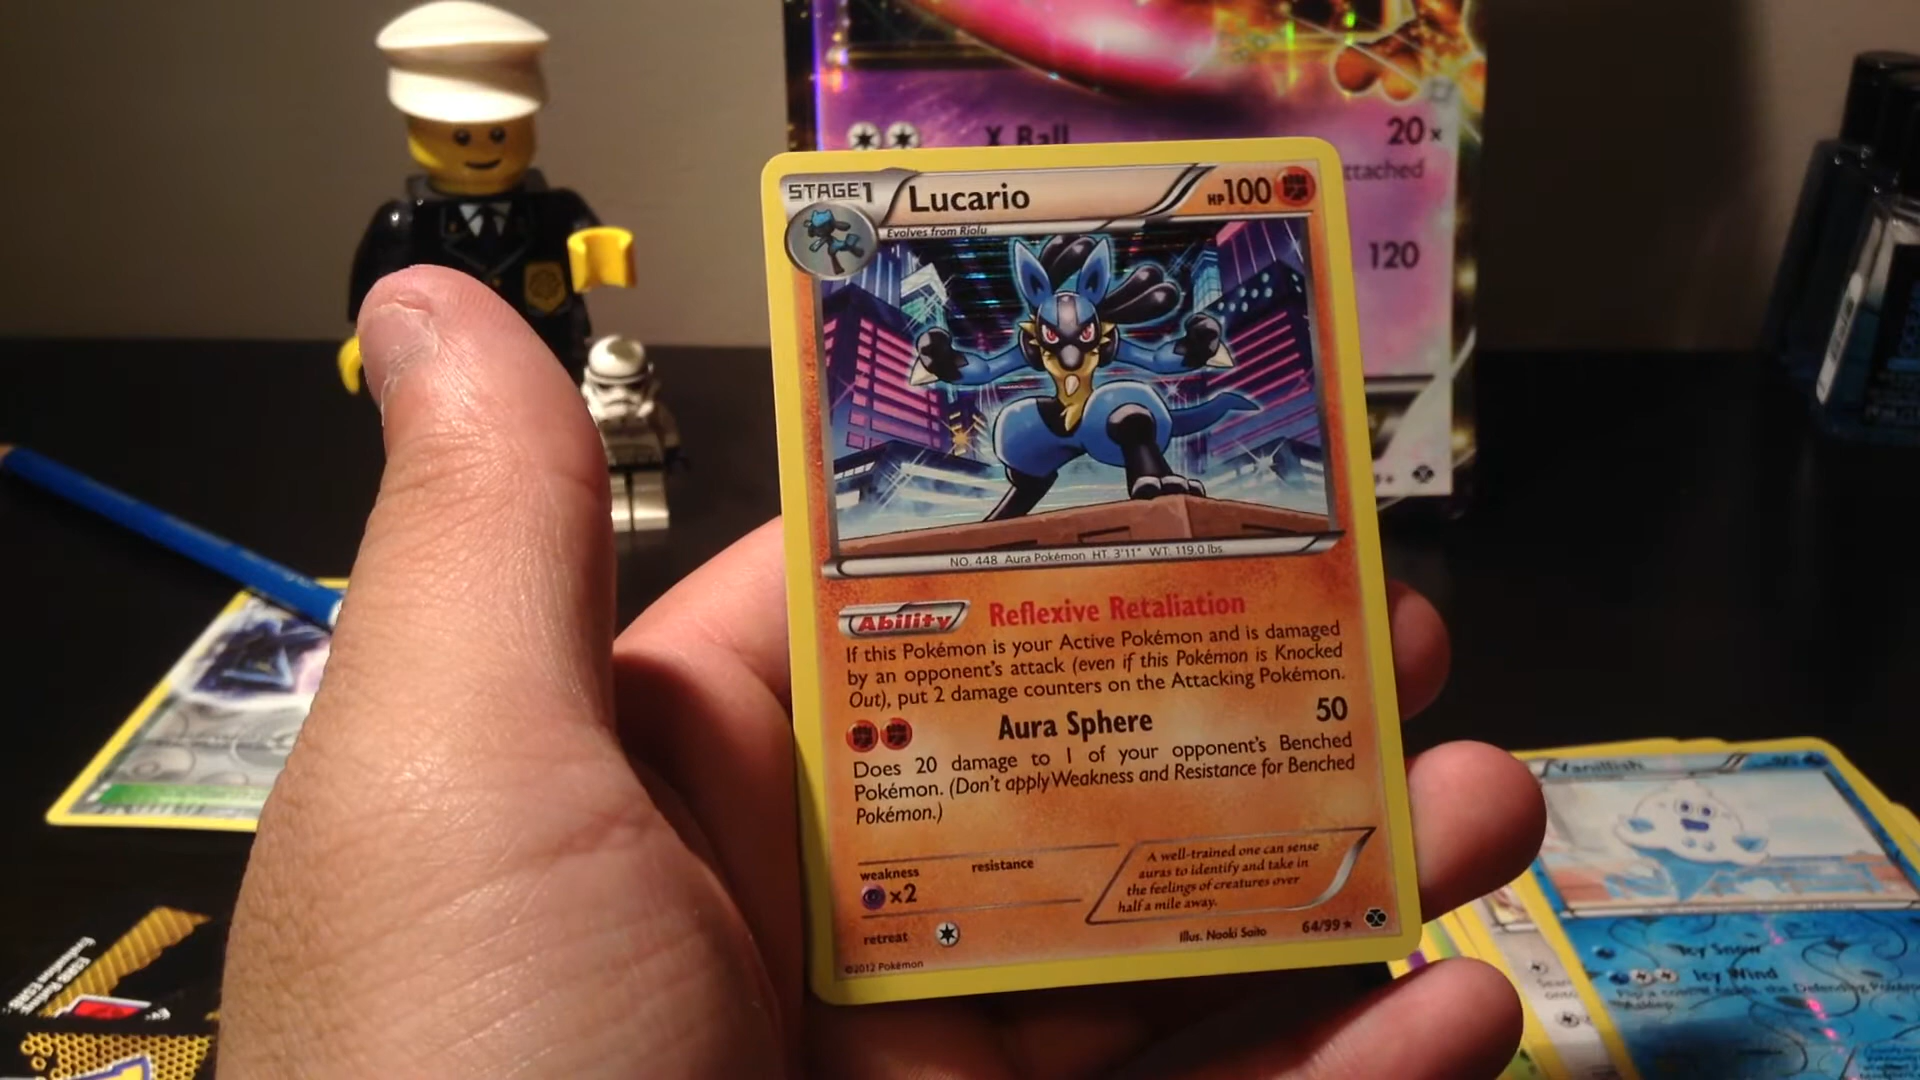 X Ball
20x
ttached
120
STAGE 1
Lucario
HP100
Evolves from Riolu
NO. 448 Aura Pokémon HT: 3'11" WT: 119.0 lbs
Ability Reflexive Retaliation
If this Pokémon is your Active Pokémon and is damaged
by an opponent's attack (even if this Pokémon is Knocked
Out), put 2 damage counters on the Attacking Pokémon.
Aura Sphere 50
Does 20 damage to 1 of your opponent's Benched
Pokémon. (Don't apply Weakness and Resistance for Benched
Pokémon.)
weakness resistance
x2
retreat
A well-trained one can sense
auras to identify and take in
the feelings of creatures over
half a mile away.
Illus. Naoki Saito 64/99
©2012 Pokémon
Vanillish
Icy Snow
Icy Wind